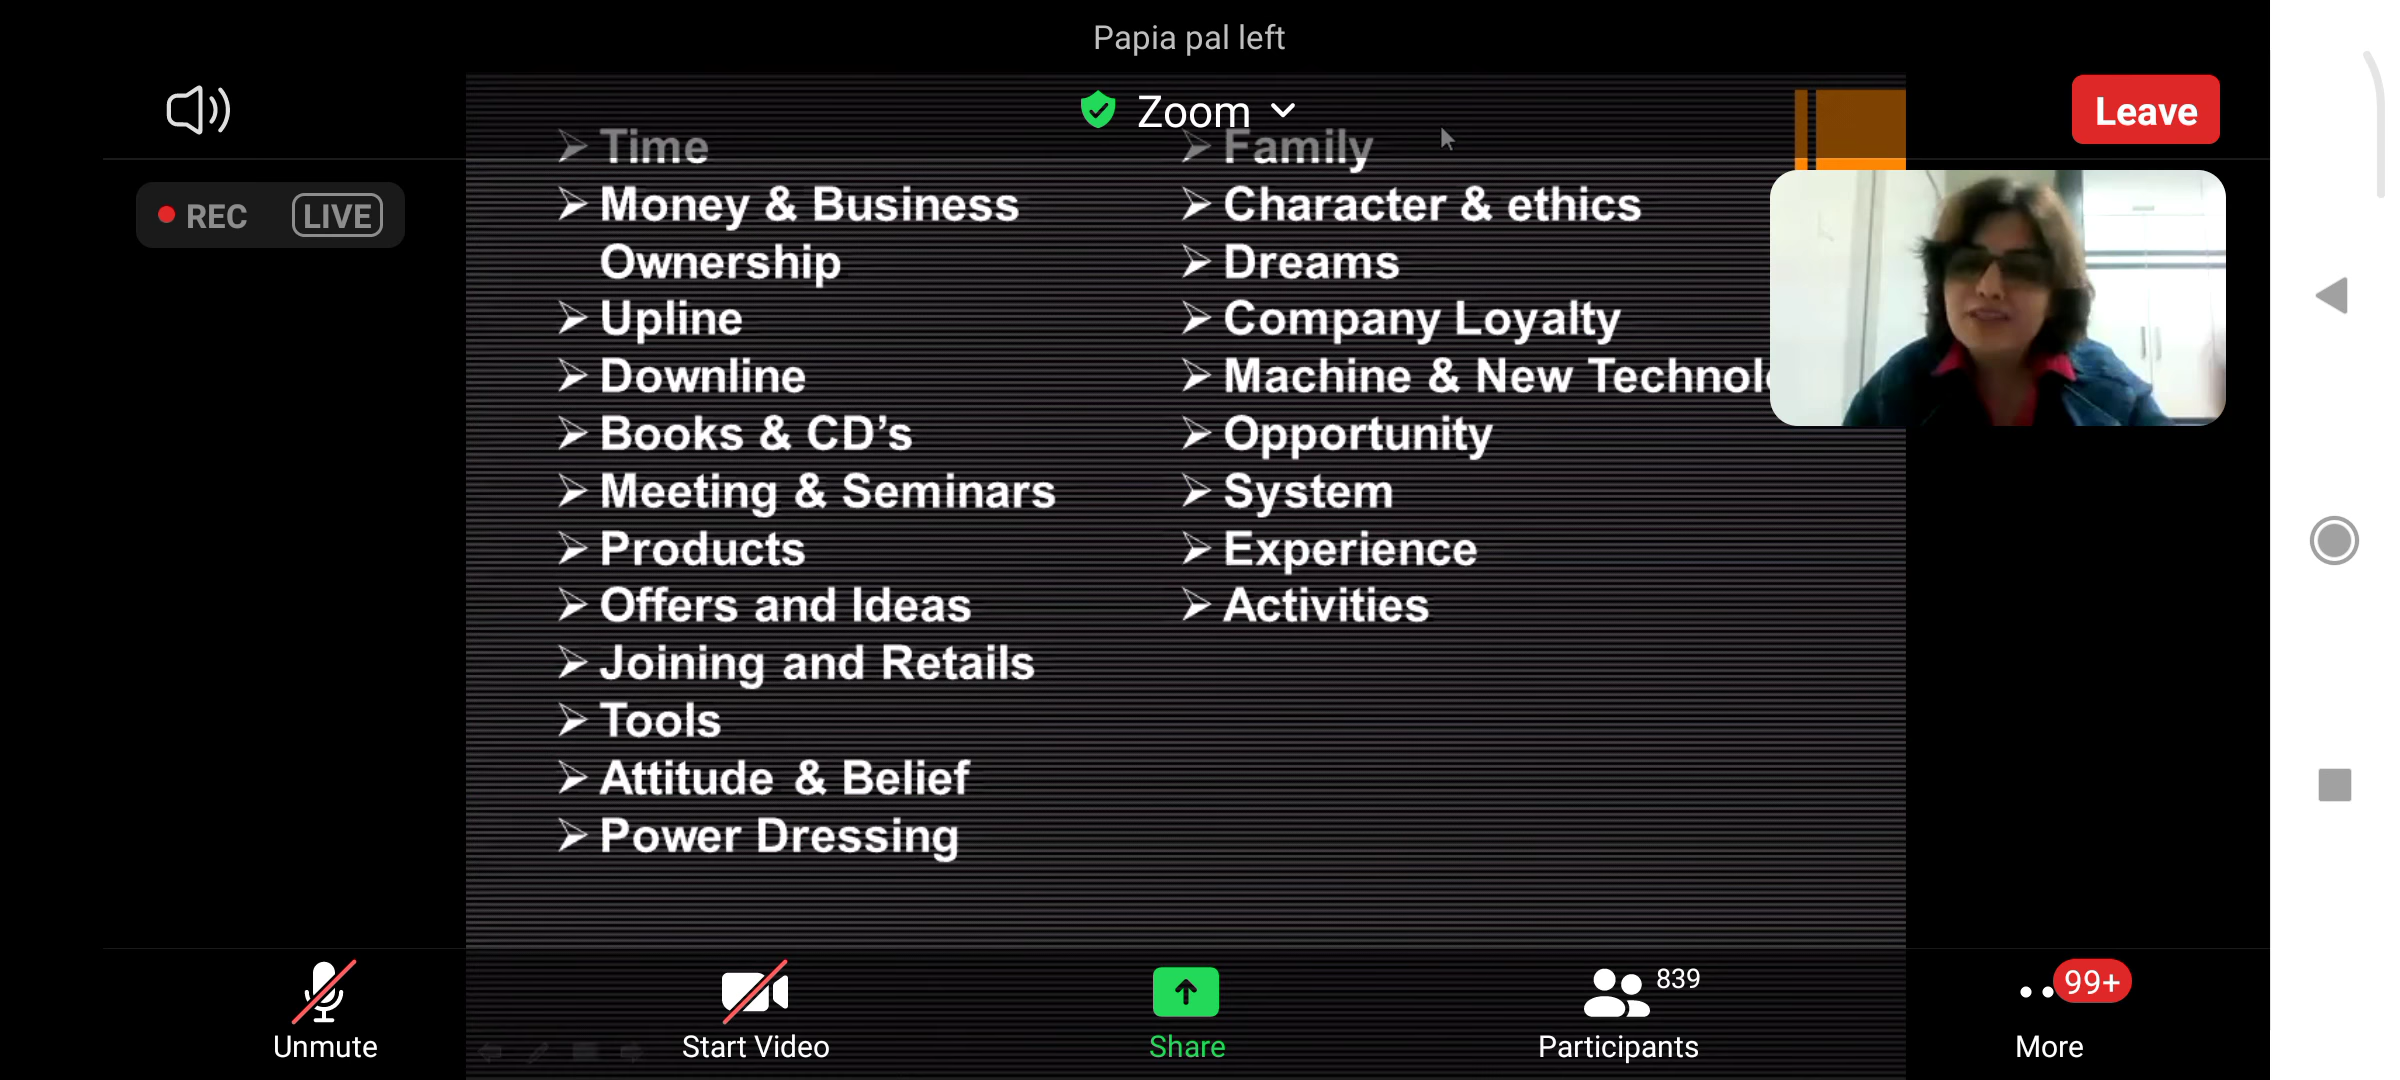 Papia pal left
Zoom
Leave
REC LIVE
➢ Time
➢ Money & Business
Ownership
➢ Upline
➢ Downline
➢ Books & CD’s
➢ Meeting & Seminars
➢ Products
➢ Offers and Ideas
➢ Joining and Retails
➢ Tools
➢ Attitude & Belief
➢ Power Dressing
➢ Family
➢ Character & ethics
➢ Dreams
➢ Company Loyalty
➢ Machine & New
➢ Opportunity
➢ System
➢ Experience
➢ Activities
Unmute
Start Video
Share
839
Participants
99+
More